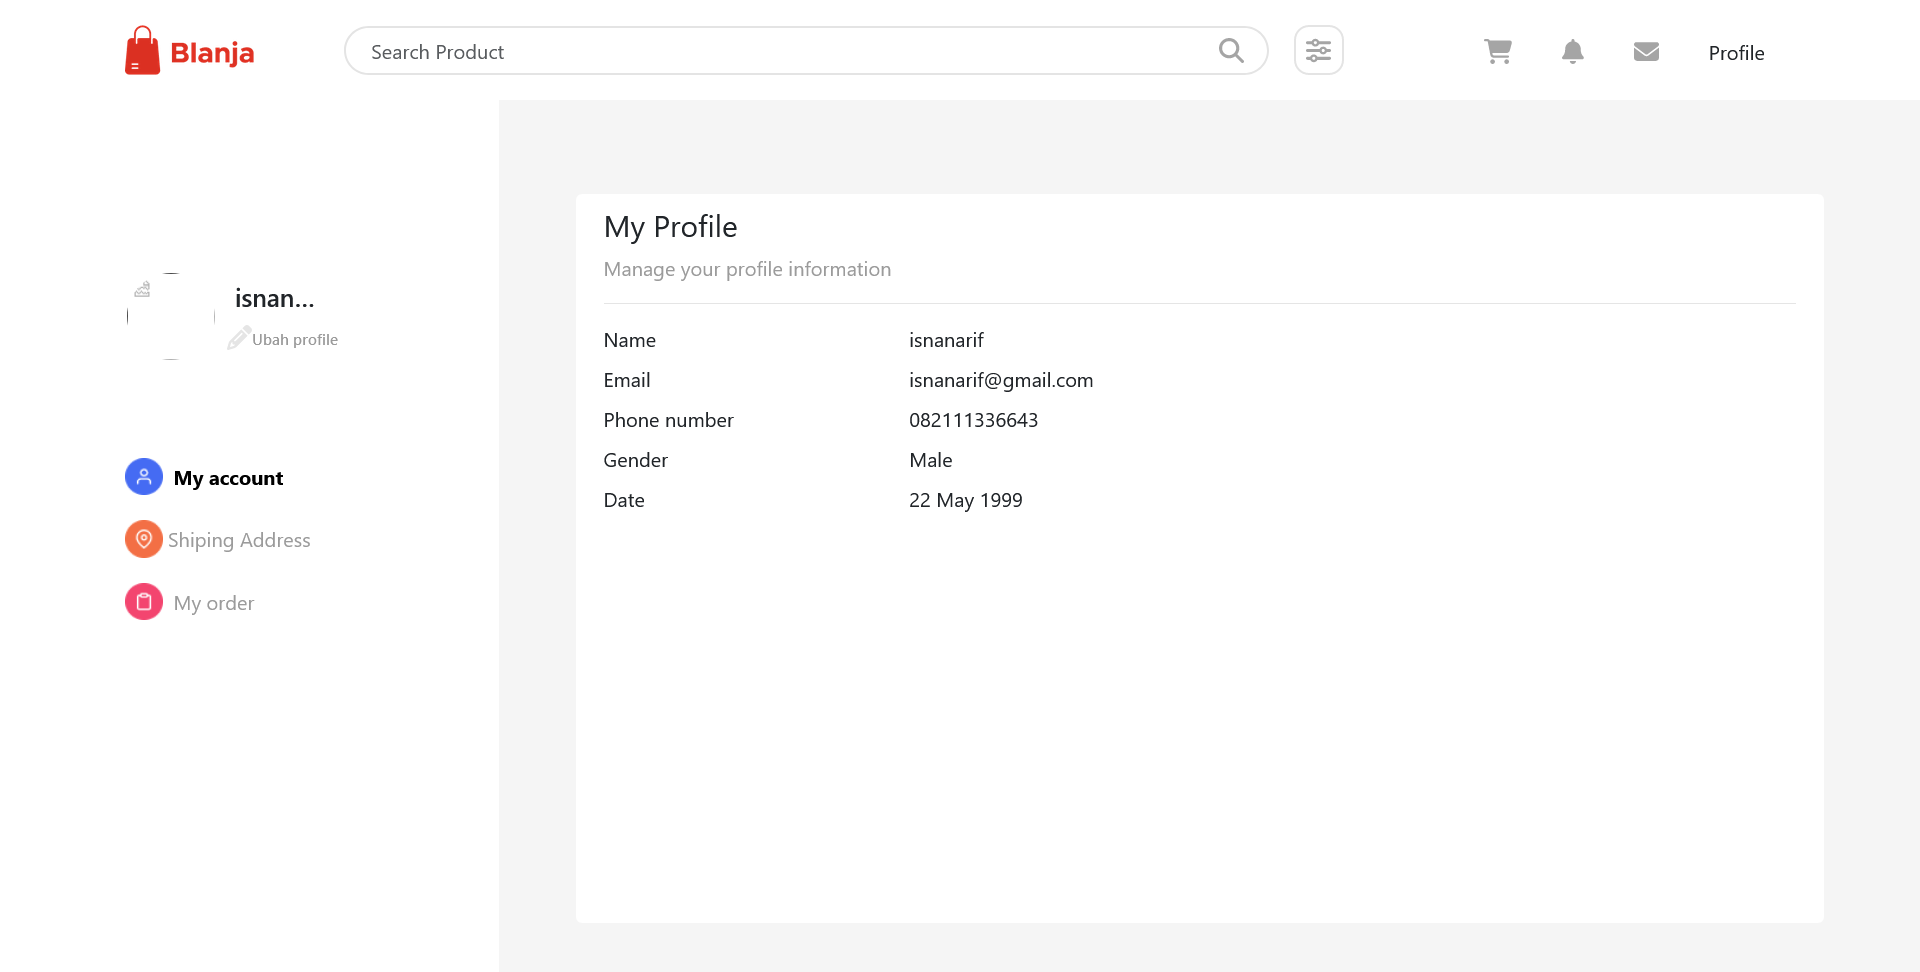 Blanja
Search Product
Profile
isnan...
Ubah profile
My account
Shiping Address
My order
My Profile
Manage your profile information
Name isnanarif
Email isnanarif@gmail.com
Phone number 082111336643
Gender Male
Date 22 May 1999